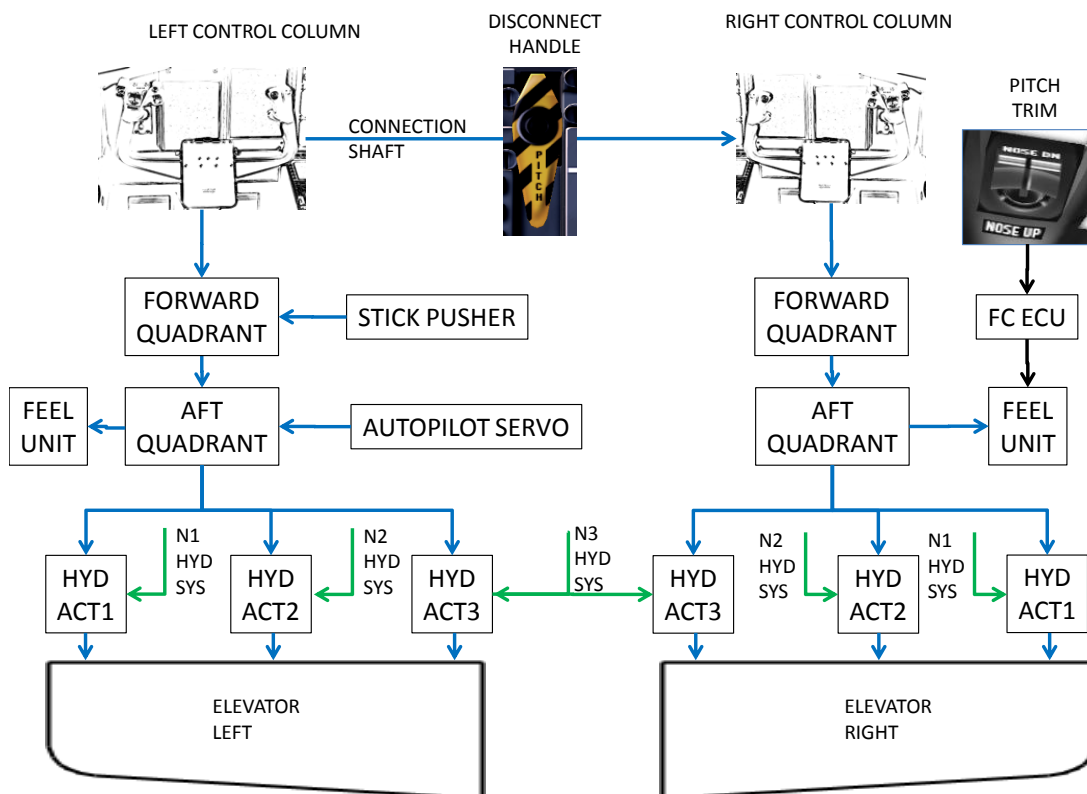 LEFT CONTROL COLUMN
DISCONNECT
HANDLE
RIGHT CONTROL COLUMN
PITCH
TRIM
CONNECTION
SHAFT
PITCH
NOSE DN
NOSE UP
FORWARD
QUADRANT
STICK PUSHER
FORWARD
QUADRANT
FC ECU
FEEL
UNIT
AFT
QUADRANT
AUTOPILOT SERVO
AFT
QUADRANT
FEEL
UNIT
HYD
ACT1
N1
HYD
SYS
HYD
ACT2
N2
HYD
SYS
HYD
ACT3
N3
HYD
SYS
HYD
ACT3
N2
HYD
SYS
HYD
ACT2
N1
HYD
SYS
HYD
ACT1
ELEVATOR
LEFT
ELEVATOR
RIGHT